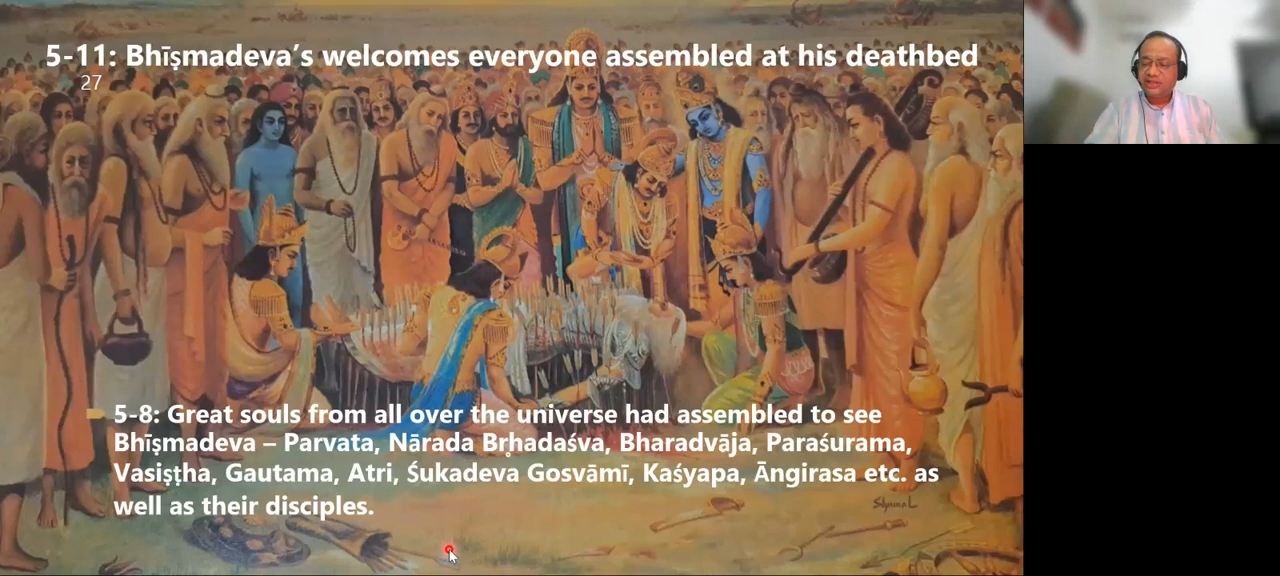 5-11: Bhīṣmadeva’s welcomes everyone assembled at his deathbed
27
5-8: Great souls from all over the universe had assembled to see
Bhīṣmadeva – Parvata, Nārada Bṛhadaśva, Bharadvāja, Paraśurama,
Vasiṣṭha, Gautama, Atri, Śukadeva Gosvāmī, Kaśyapa, Āngirasa etc. as
well as their disciples.